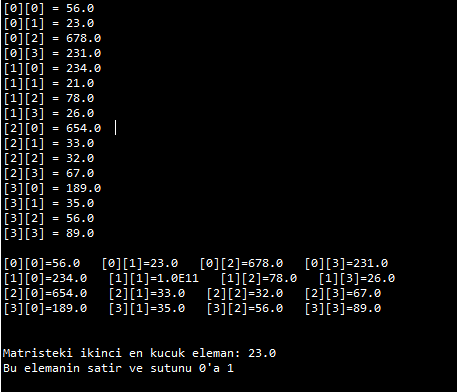 [0][0] = 56.0
[0][1] = 23.0
[0][2] = 678.0
[0][3] = 231.0
[1][0] = 234.0
[1][1] = 21.0
[1][2] = 78.0
[1][3] = 26.0
[2][0] = 654.0
[2][1] = 33.0
[2][2] = 32.0
[2][3] = 67.0
[3][0] = 189.0
[3][1] = 35.0
[3][2] = 56.0
[3][3] = 89.0
[0][0]=56.0 [0][1]=23.0 [0][2]=678.0 [0][3]=231.0
[1][0]=234.0 [1][1]=1.0E11 [1][2]=78.0 [1][3]=26.0
[2][0]=654.0 [2][1]=33.0 [2][2]=32.0 [2][3]=67.0
[3][0]=189.0 [3][1]=35.0 [3][2]=56.0 [3][3]=89.0
Matristeki ikinci en kucuk eleman: 23.0
Bu elemanin satir ve sutunu 0'a 1